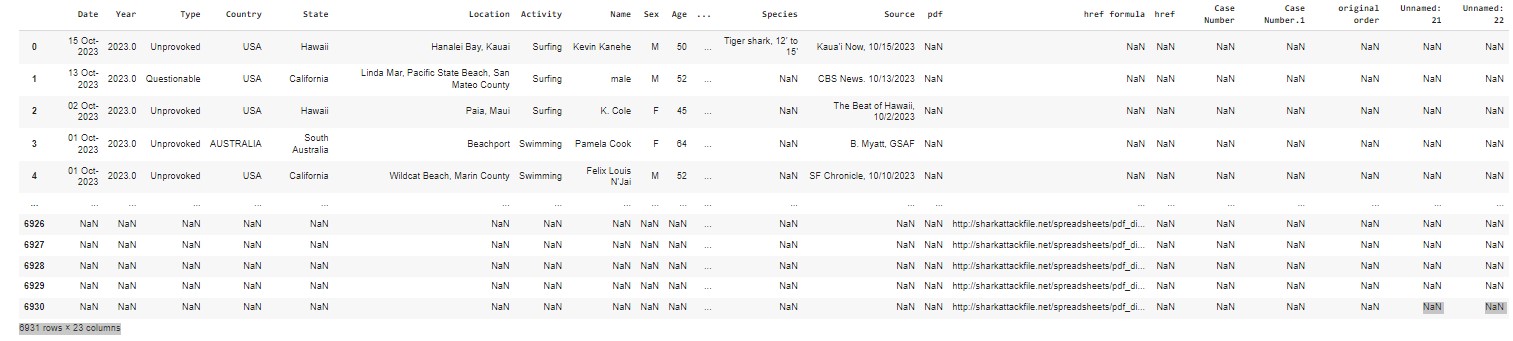 Date Year Type Country State Location Activity Name Sex Age ... Species Source pdf href formula href Case Number Case Number.1 original order Unnamed: 21 Unnamed: 22
0 15 Oct-2023 2023.0 Unprovoked USA Hawaii Hanalei Bay, Kauai Surfing Kevin Kanehe M 50 ... Tiger shark, 12' to 15' Kaua'i Now, 10/15/2023 NaN NaN NaN NaN NaN NaN NaN NaN
1 13 Oct-2023 2023.0 Questionable USA California Linda Mar, Pacific State Beach, San Mateo County Surfing male M 52 ... NaN CBS News. 10/13/2023 NaN NaN NaN NaN NaN NaN NaN NaN
2 02 Oct-2023 2023.0 Unprovoked USA Hawaii Paia, Maui Surfing K. Cole F 45 ... NaN The Beat of Hawaii, 10/2/2023 NaN NaN NaN NaN NaN NaN NaN NaN
3 01 Oct-2023 2023.0 Unprovoked AUSTRALIA South Australia Beachport Swimming Pamela Cook F 64 ... NaN B. Myatt, GSAF NaN NaN NaN NaN NaN NaN NaN NaN
4 01 Oct-2023 2023.0 Unprovoked USA California Wildcat Beach, Marin County Swimming Felix Louis N'Jai M 52 ... NaN SF Chronicle, 10/10/2023 NaN NaN NaN NaN NaN NaN NaN NaN
... ... ... ... ... ... ... ... ... ... ... ... ... ... ... ... ... ... ... ... ...
6926 NaN NaN NaN NaN NaN NaN NaN NaN NaN NaN ... NaN NaN NaN http://sharkattackfile.net/spreadsheets/pdf_di... NaN NaN NaN NaN NaN NaN
6927 NaN NaN NaN NaN NaN NaN NaN NaN NaN NaN ... NaN NaN NaN http://sharkattackfile.net/spreadsheets/pdf_di... NaN NaN NaN NaN NaN NaN
6928 NaN NaN NaN NaN NaN NaN NaN NaN NaN NaN ... NaN NaN NaN http://sharkattackfile.net/spreadsheets/pdf_di... NaN NaN NaN NaN NaN NaN
6929 NaN NaN NaN NaN NaN NaN NaN NaN NaN NaN ... NaN NaN NaN http://sharkattackfile.net/spreadsheets/pdf_di... NaN NaN NaN NaN NaN NaN
6930 NaN NaN NaN NaN NaN NaN NaN NaN NaN NaN ... NaN NaN NaN http://sharkattackfile.net/spreadsheets/pdf_di... NaN NaN NaN NaN NaN NaN
6931 rows × 23 columns